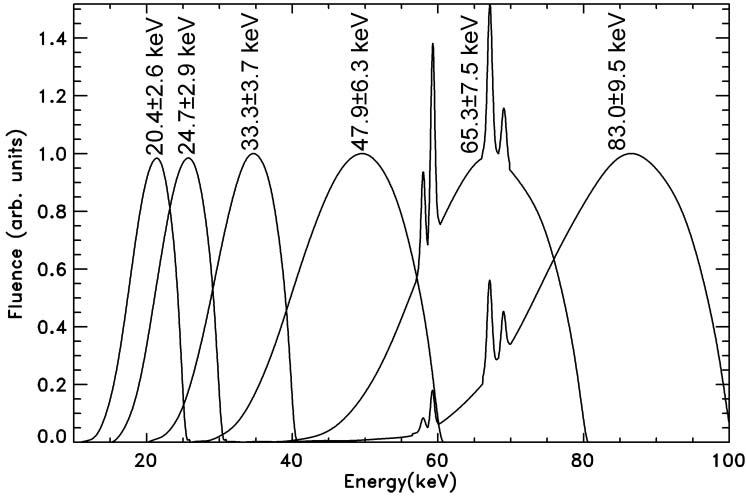 Fluence (arb. units)
1.4
1.2
1.0
0.8
0.6
0.4
0.2
0.0
20.4±2.6 keV
24.7±2.9 keV
33.3±3.7 keV
47.9±6.3 keV
65.3±7.5 keV
83.0±9.5 keV
20 40 60 80 100
Energy(keV)